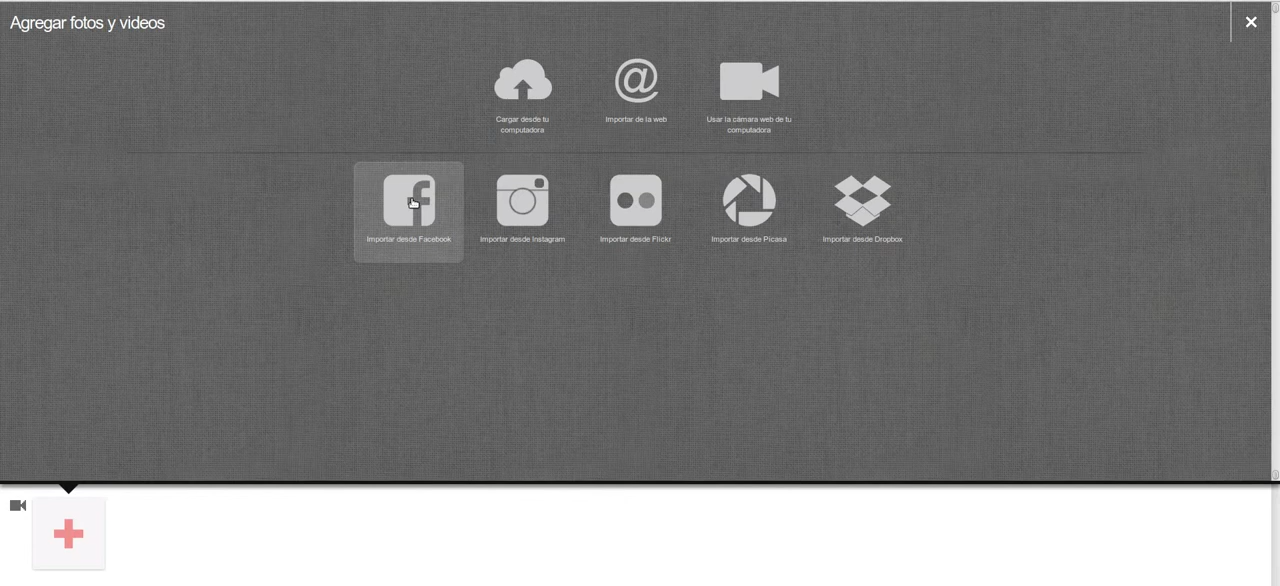 Agregar fotos y videos
Cargar desde tu
computadora
Importar de la web
Usar la cámara web de tu
computadora
Importar desde Facebook
Importar desde Instagram
Importar desde Flickr
Importar desde Picasa
Importar desde Dropbox